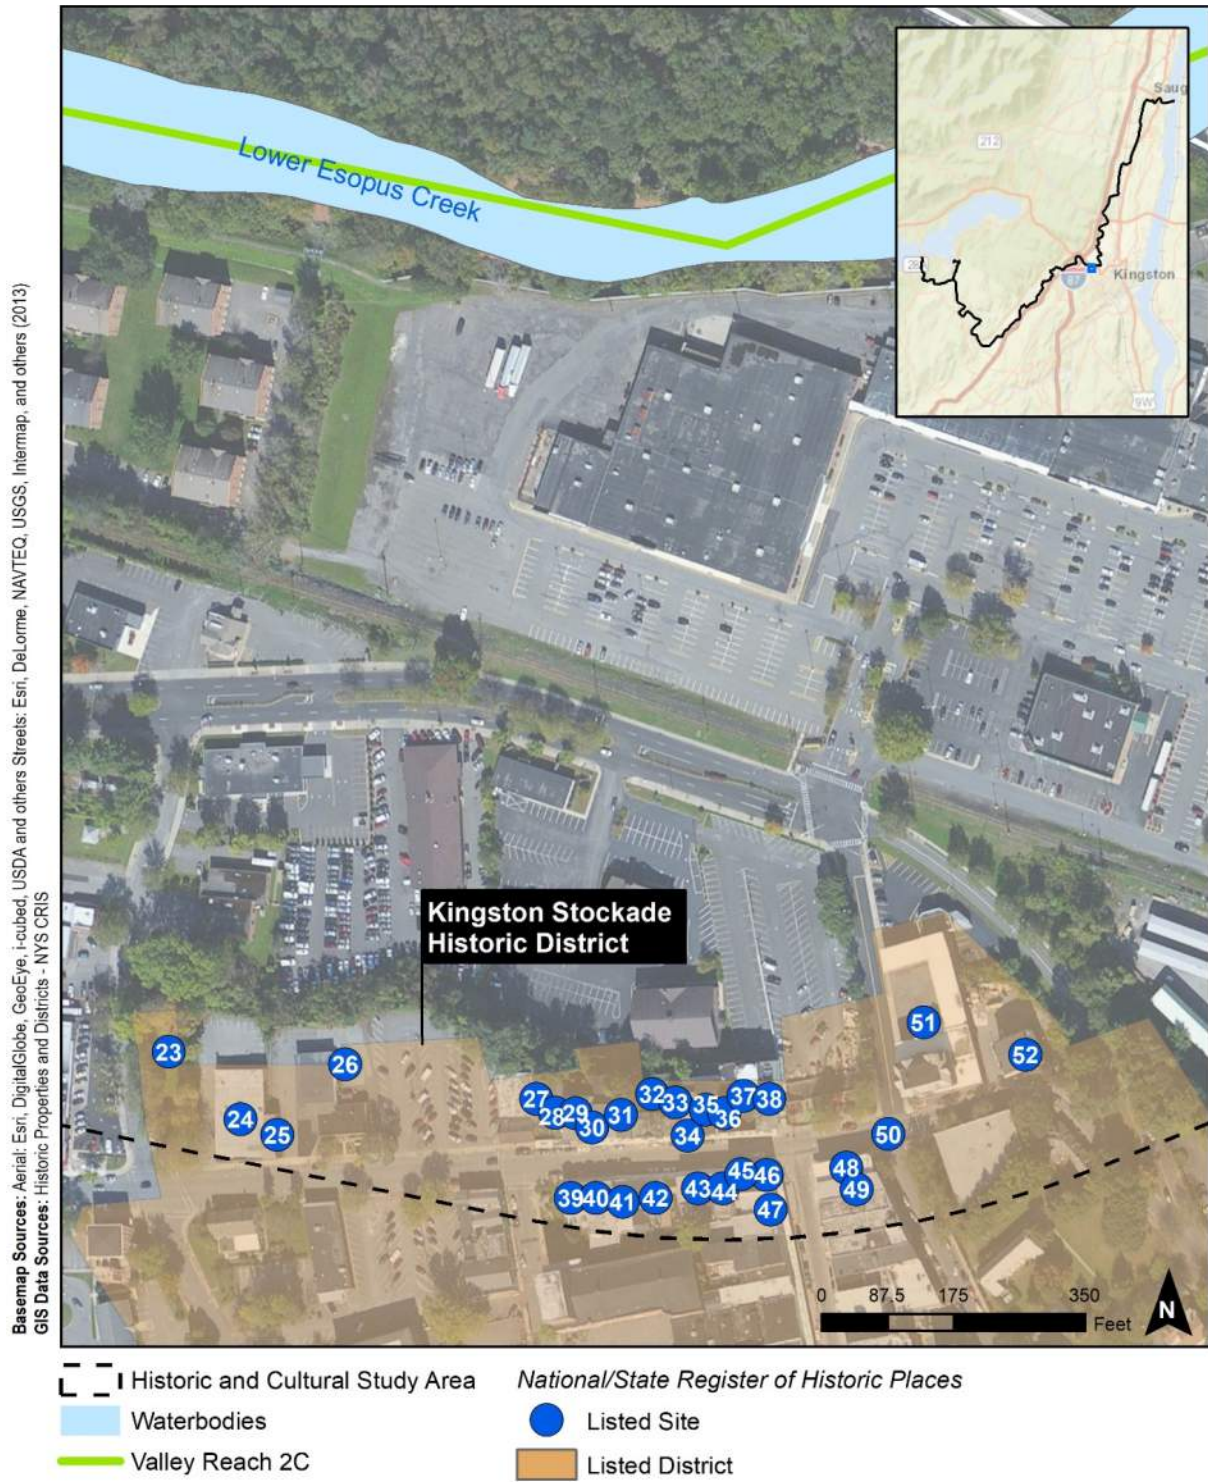 Saug
212
Lower Esopus Creek
28
87
Kingston
9W
Basemap Sources: Aerial: Esri, DigitalGlobe, GeoEye, i-cubed, USDA and others Streets: Esri, DeLorme, NAVTEQ, USGS, Intermap, and others (2013)
GIS Data Sources: Historic Properties and Districts - NYS CRIS
Kingston Stockade
Historic District
51
23
52
26
32 37 38
27 33 35
28 29 31 36
24 30
25 34 50
45 46 48
43 44 49
39 40 41 42
47
0 87.5 175 350
Feet
N
Historic and Cultural Study Area
National/State Register of Historic Places
Waterbodies
Listed Site
Valley Reach 2C
Listed District